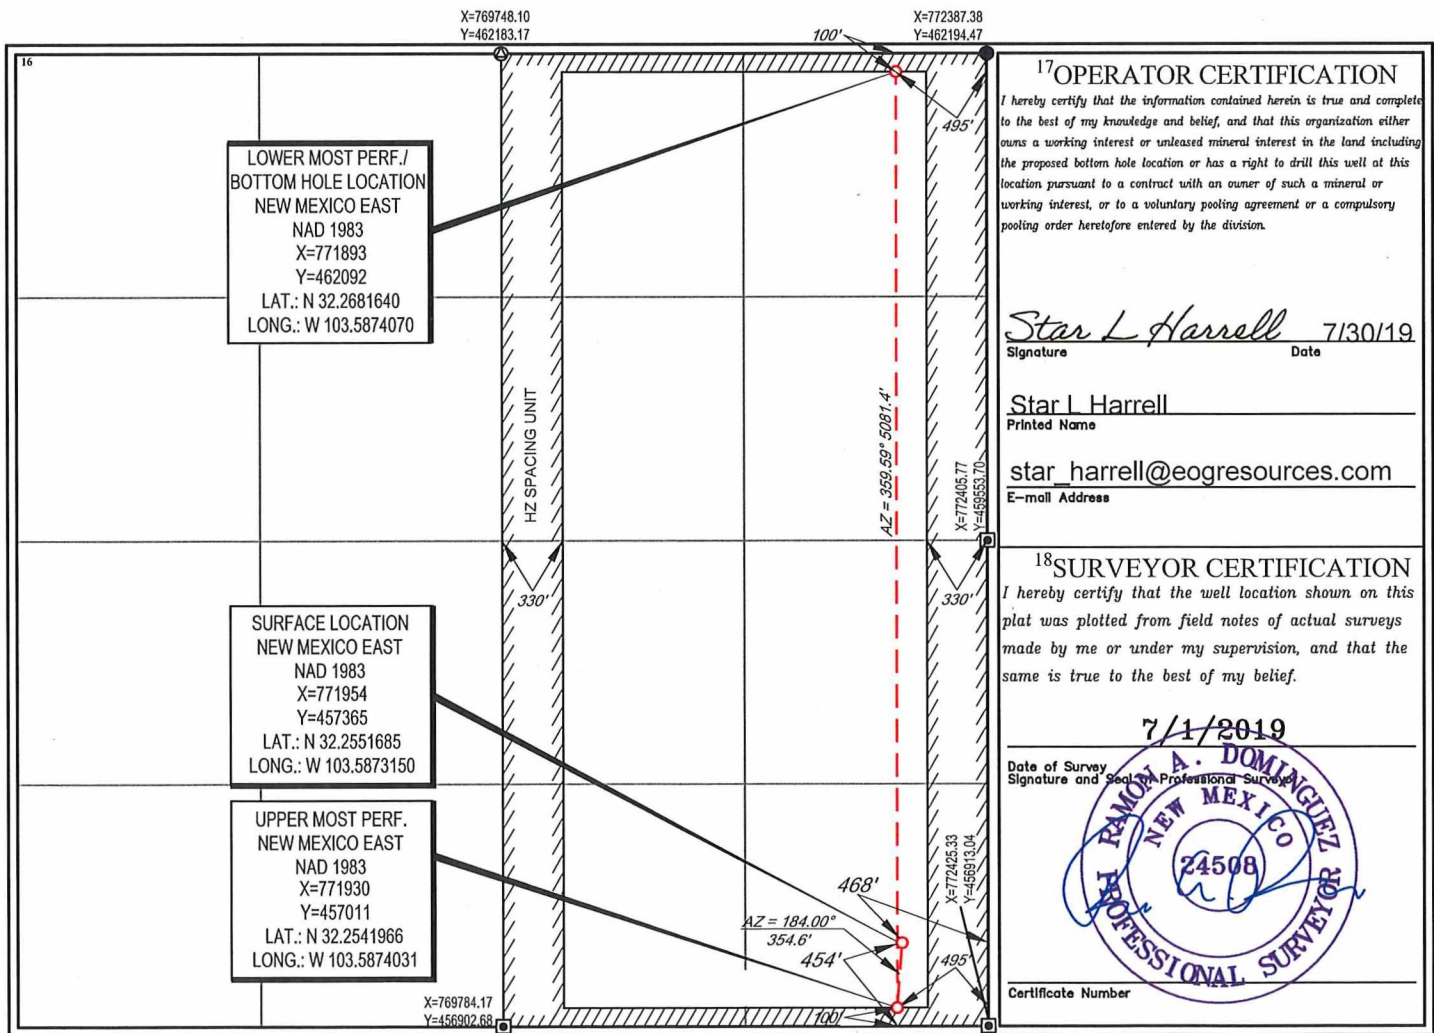 X=769748.10
Y=462183.17
X=772387.38
Y=462194.47
100'
16
495'
LOWER MOST PERF./
BOTTOM HOLE LOCATION
NEW MEXICO EAST
NAD 1983
X=771893
Y=462092
LAT.: N 32.2681640
LONG.: W 103.5874070
HZ SPACING UNIT
AZ = 359.59° 5081.4'
X=772405.77
Y=459553.70
330'
330'
SURFACE LOCATION
NEW MEXICO EAST
NAD 1983
X=771954
Y=457365
LAT.: N 32.2551685
LONG.: W 103.5873150
UPPER MOST PERF.
NEW MEXICO EAST
NAD 1983
X=771930
Y=457011
LAT.: N 32.2541966
LONG.: W 103.5874031
X=772425.33
Y=456913.04
468'
AZ = 184.00°
354.6'
454'
495'
X=769784.17
Y=456902.68
100'
17 OPERATOR CERTIFICATION
I hereby certify that the information contained herein is true and complete
to the best of my knowledge and belief, and that this organization either
owns a working interest or unleased mineral interest in the land including
the proposed bottom hole location or has a right to drill this well at this
location pursuant to a contract with an owner of such a mineral or
working interest, or to a voluntary pooling agreement or a compulsory
pooling order heretofore entered by the division.
Star L Harrell 7/30/19
Signature Date
Star L Harrell
Printed Name
star_harrell@eogresources.com
E-mail Address
18 SURVEYOR CERTIFICATION
I hereby certify that the well location shown on this
plat was plotted from field notes of actual surveys
made by me or under my supervision, and that the
same is true to the best of my belief.
7/1/2019
Date of Survey
Signature and Seal of Professional Surveyor
RAMON A. DOMINGUEZ
NEW MEXICO
24508
PROFESSIONAL SURVEYOR
Certificate Number